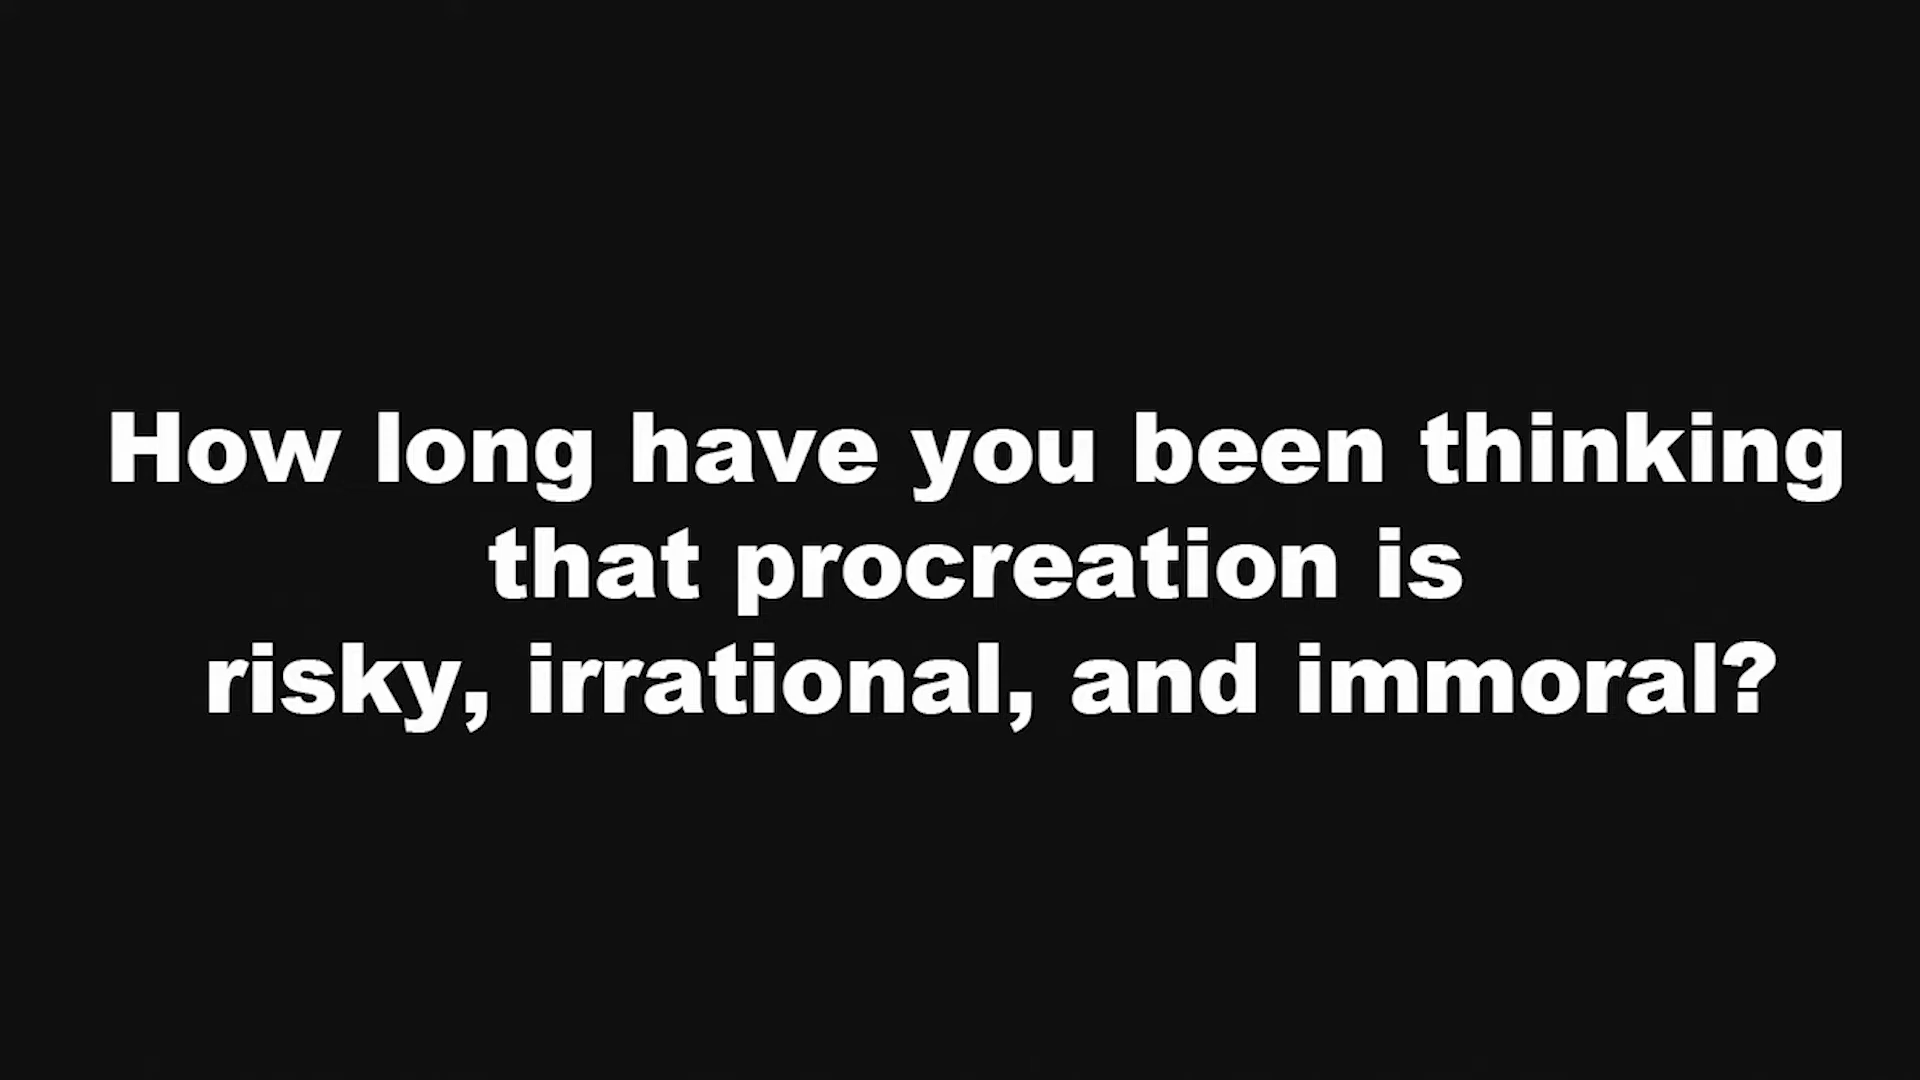 How long have you been thinking
that procreation is
risky, irrational, and immoral?